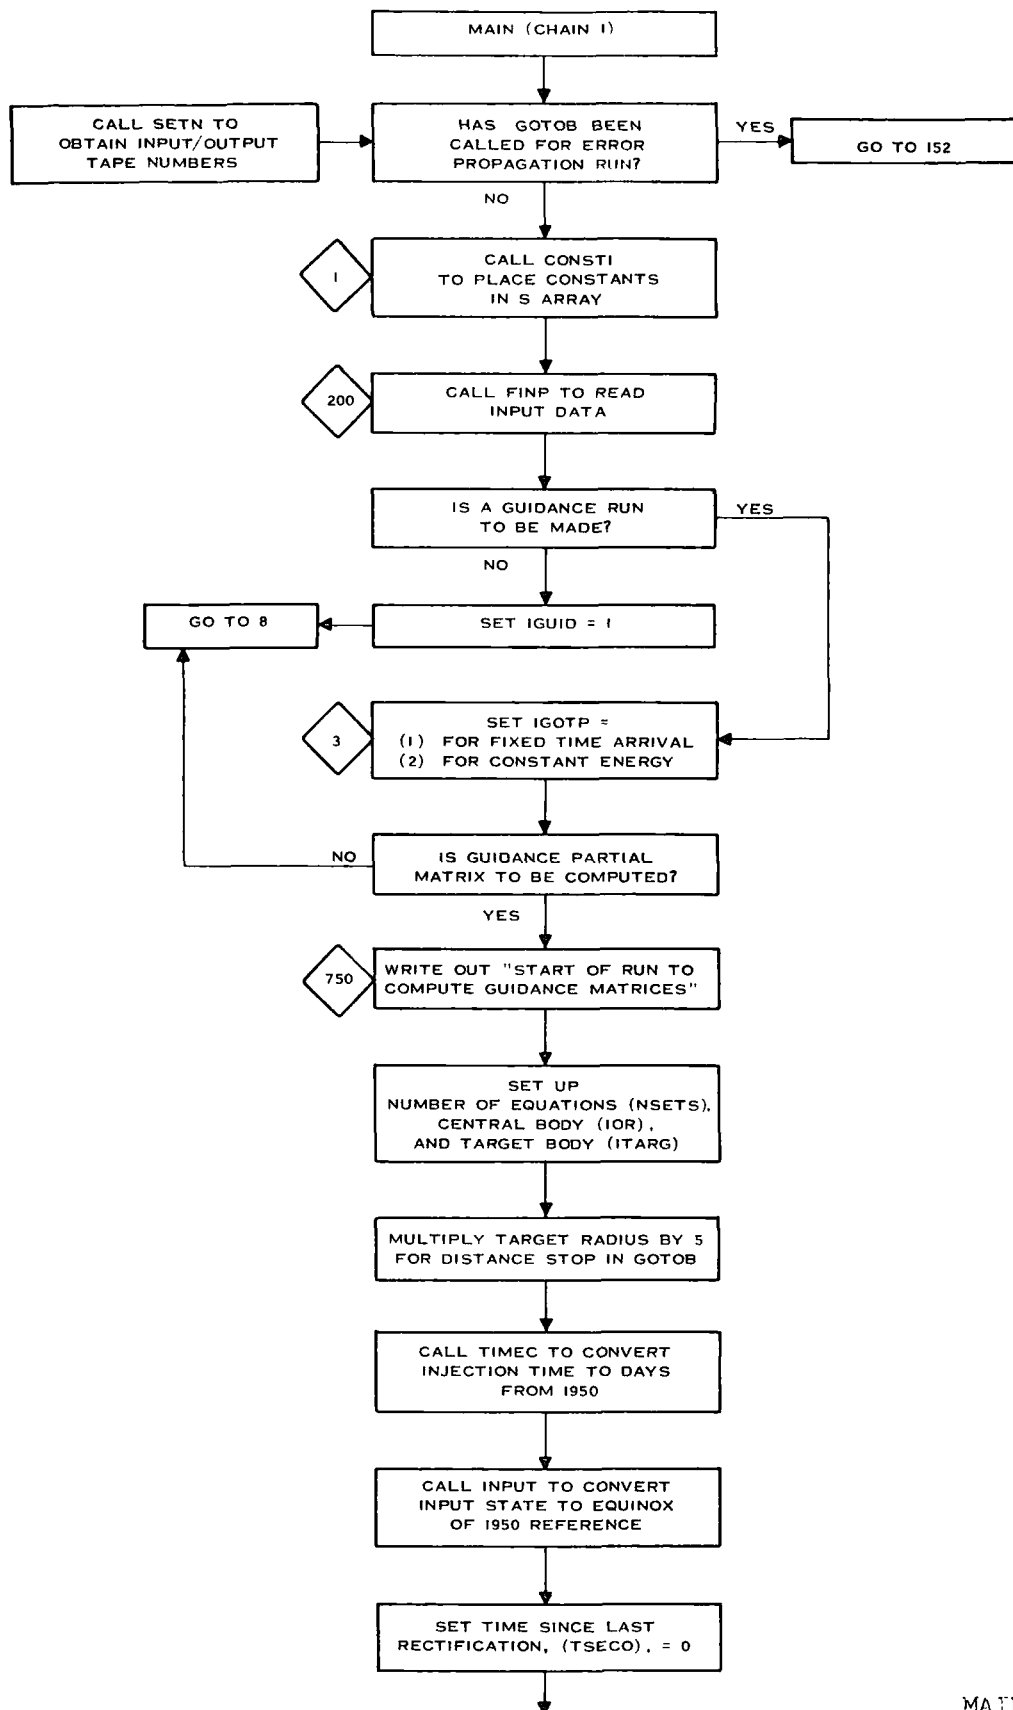 MAIN (CHAIN 1)
CALL SETN TO
OBTAIN INPUT/OUTPUT
TAPE NUMBERS
HAS GOTOB BEEN
CALLED FOR ERROR
PROPAGATION RUN?
YES
GO TO 152
NO
1
CALL CONST1
TO PLACE CONSTANTS
IN S ARRAY
200
CALL FINP TO READ
INPUT DATA
IS A GUIDANCE RUN
TO BE MADE?
YES
NO
GO TO 8
SET IGUID = 1
3
SET IGOTP =
(1) FOR FIXED TIME ARRIVAL
(2) FOR CONSTANT ENERGY
NO
IS GUIDANCE PARTIAL
MATRIX TO BE COMPUTED?
YES
750
WRITE OUT "START OF RUN TO
COMPUTE GUIDANCE MATRICES"
SET UP
NUMBER OF EQUATIONS (NSETS),
CENTRAL BODY (IOR),
AND TARGET BODY (ITARG)
MULTIPLY TARGET RADIUS BY 5
FOR DISTANCE STOP IN GOTOB
CALL TIMEC TO CONVERT
INJECTION TIME TO DAYS
FROM 1950
CALL INPUT TO CONVERT
INPUT STATE TO EQUINOX
OF 1950 REFERENCE
SET TIME SINCE LAST
RECTIFICATION, (TSECO), = 0